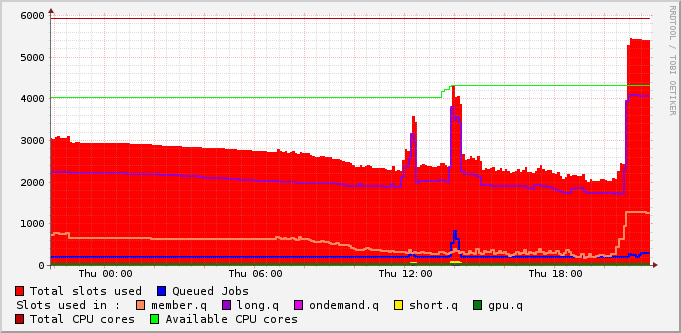 RRDTOOL / TOBI OETIKER
6000
5000
4000
3000
2000
1000
0
Thu 00:00 Thu 06:00 Thu 12:00 Thu 18:00
Total slots used Queued Jobs
Slots used in : member.q long.q ondemand.q short.q gpu.q
Total CPU cores Available CPU cores